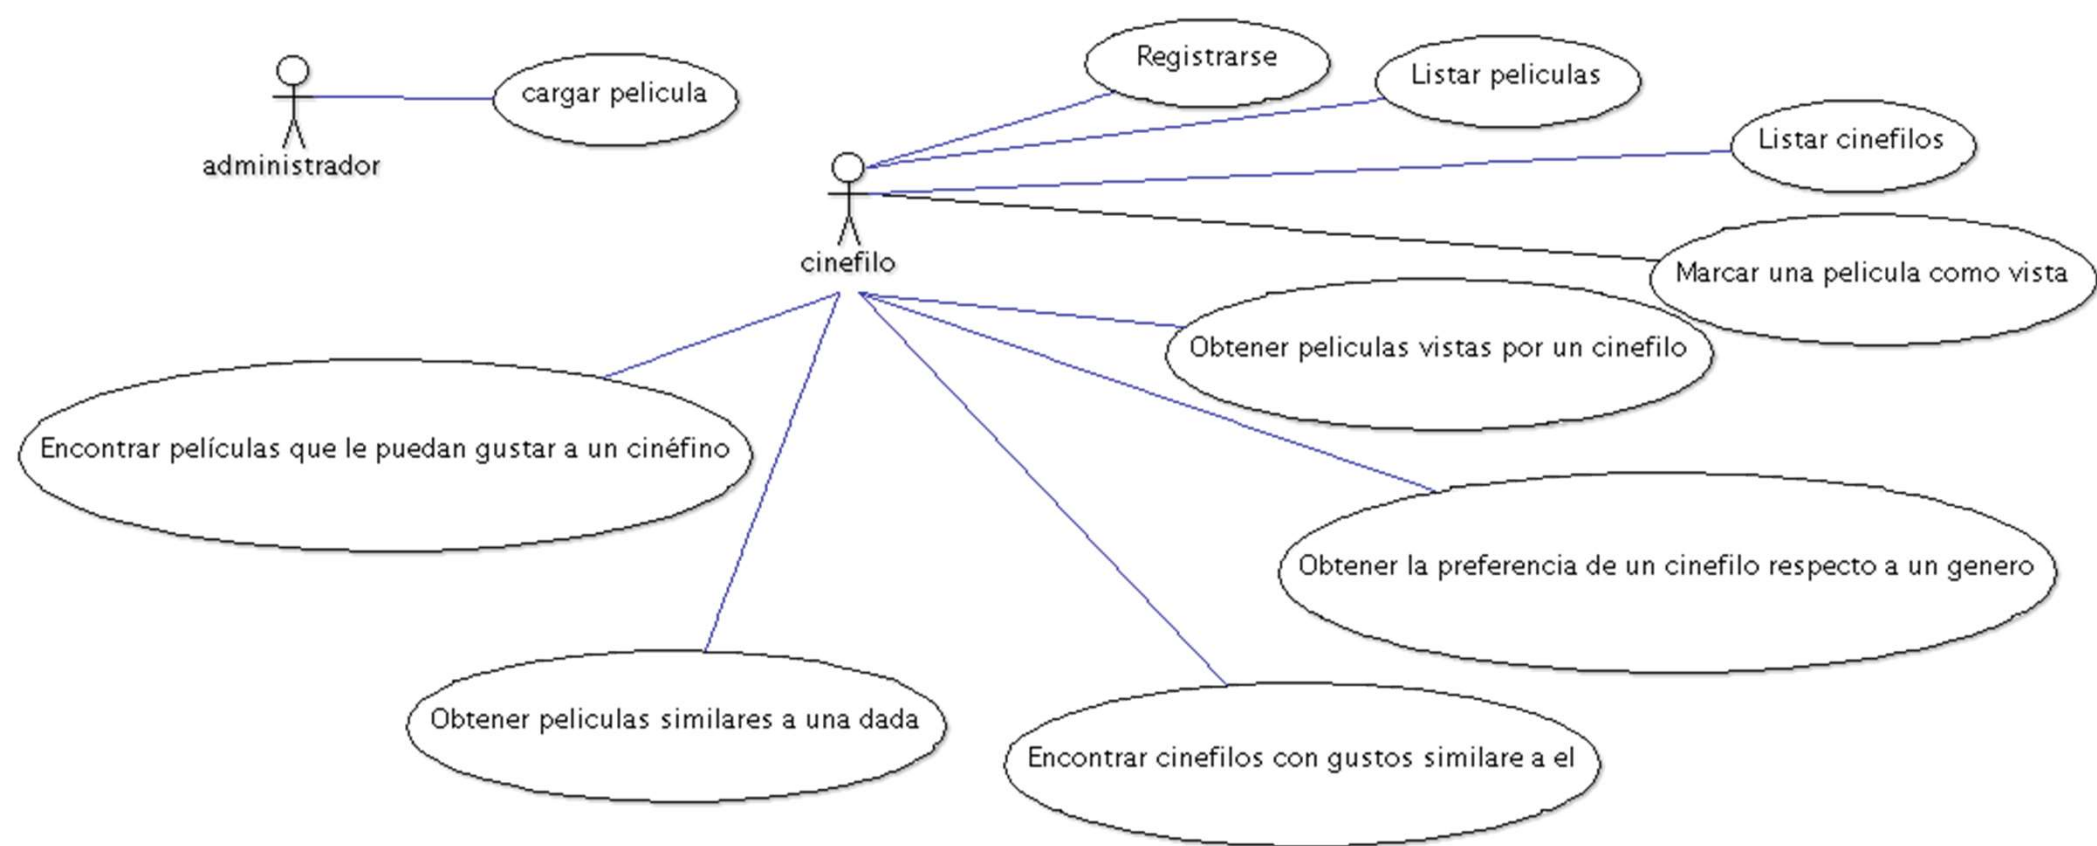 Registrarse
Listar peliculas
cargar pelicula
Listar cinefilos
administrador
cinefilo
Marcar una pelicula como vista
Obtener peliculas vistas por un cinefilo
Encontrar películas que le puedan gustar a un cinéfino
Obtener la preferencia de un cinefilo respecto a un genero
Obtener peliculas similares a una dada
Encontrar cinefilos con gustos similare a el